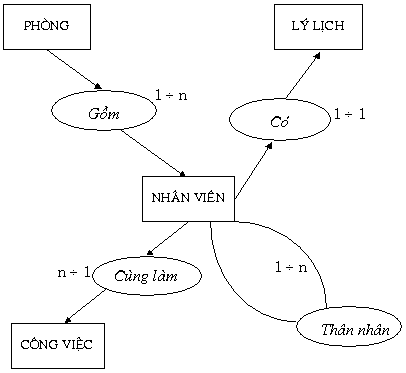 PHÒNG
LÝ LỊCH
1 ÷ n
Gồm
Có
1 ÷ 1
NHÂN VIÊN
n ÷ 1
Cùng làm
1 ÷ n
Thân nhân
CÔNG VIỆC